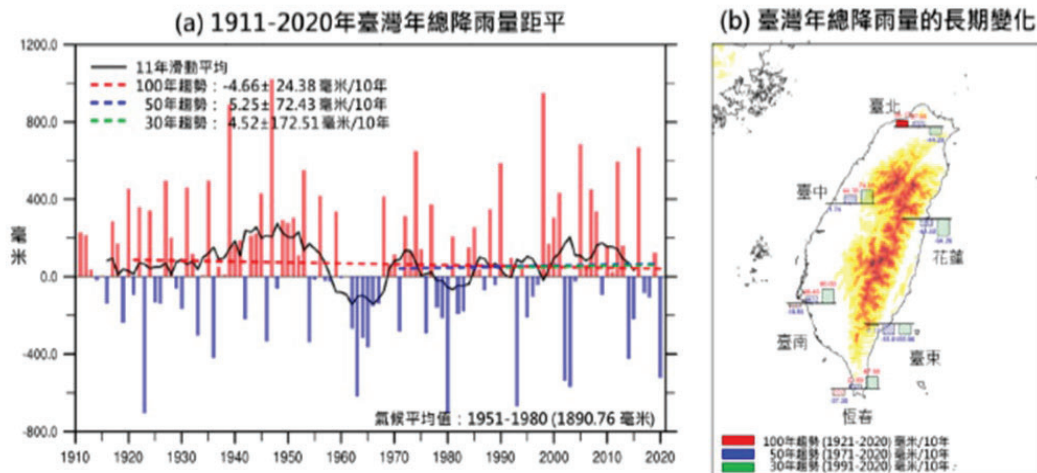 (a) 1911-2020年臺灣年總降雨量距平
1200.0
800.0
400.0
0.0
-400.0
-800.0
毫米
11年滑動平均
100年趨勢：-4.66± 24.38 毫米/10年
50年趨勢： 5.25± 72.43 毫米/10年
30年趨勢： 4.52±172.51 毫米/10年
氣候平均值：1951-1980 (1890.76 毫米)
1910 1920 1930 1940 1950 1960 1970 1980 1990 2000 2010 2020
(b) 臺灣年總降雨量的長期變化
臺北
臺中
花蓮
臺南
臺東
恆春
100年趨勢 (1921-2020) 毫米/10年
50年趨勢 (1971-2020) 毫米/10年
30年趨勢 (1991-2020) 毫米/10年